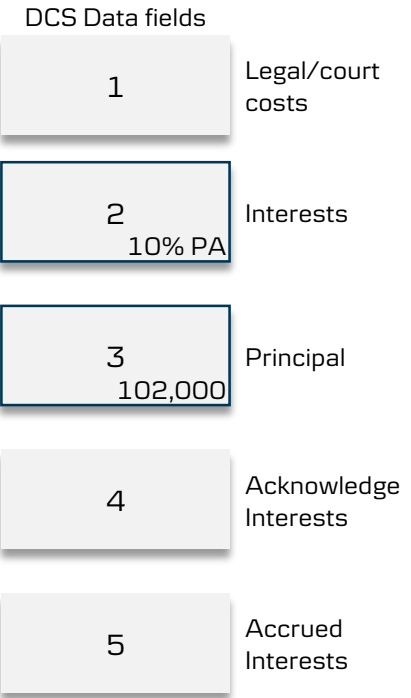 DCS Data fields
1
Legal/court
costs
2
10% PA
Interests
3
102,000
Principal
4
Acknowledge
Interests
5
Accrued
Interests